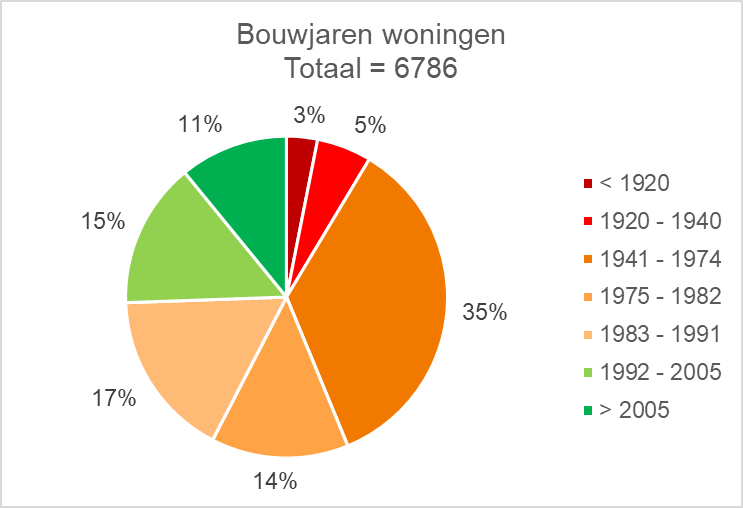 Bouwjaren woningen
Totaal = 6786
3%
5%
11%
15%
35%
17%
14%
< 1920
1920 - 1940
1941 - 1974
1975 - 1982
1983 - 1991
1992 - 2005
> 2005